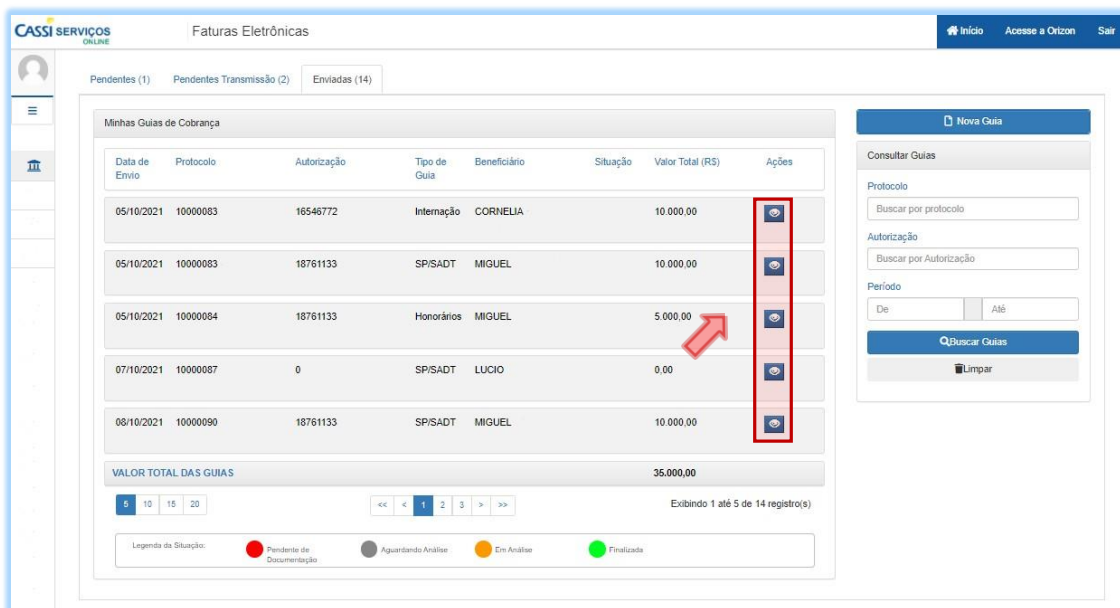 CASSI SERVIÇOS ONLINE
Faturas Eletrônicas
Início Acesse a Orizon Sair
Pendentes (1) Pendentes Transmissão (2) Enviadas (14)
Minhas Guias de Cobrança
Data de Envio Protocolo Autorização Tipo de Guia Beneficiário Situação Valor Total (R$) Ações
05/10/2021 10000083 16546772 Internação CORNELIA 10.000,00
05/10/2021 10000083 18761133 SP/SADT MIGUEL 10.000,00
05/10/2021 10000084 18761133 Honorários MIGUEL 5.000,00
07/10/2021 10000087 0 SP/SADT LUCIO 0,00
08/10/2021 10000090 18761133 SP/SADT MIGUEL 10.000,00
VALOR TOTAL DAS GUIAS 35.000,00
5 10 15 20 << < 1 2 3 > >> Exibindo 1 até 5 de 14 registro(s)
Legenda da Situação: Pendente de Documentação Aguardando Análise Em Análise Finalizada
Nova Guia
Consultar Guias
Protocolo
Buscar por protocolo
Autorização
Buscar por Autorização
Período
De Até
Buscar Guias
Limpar